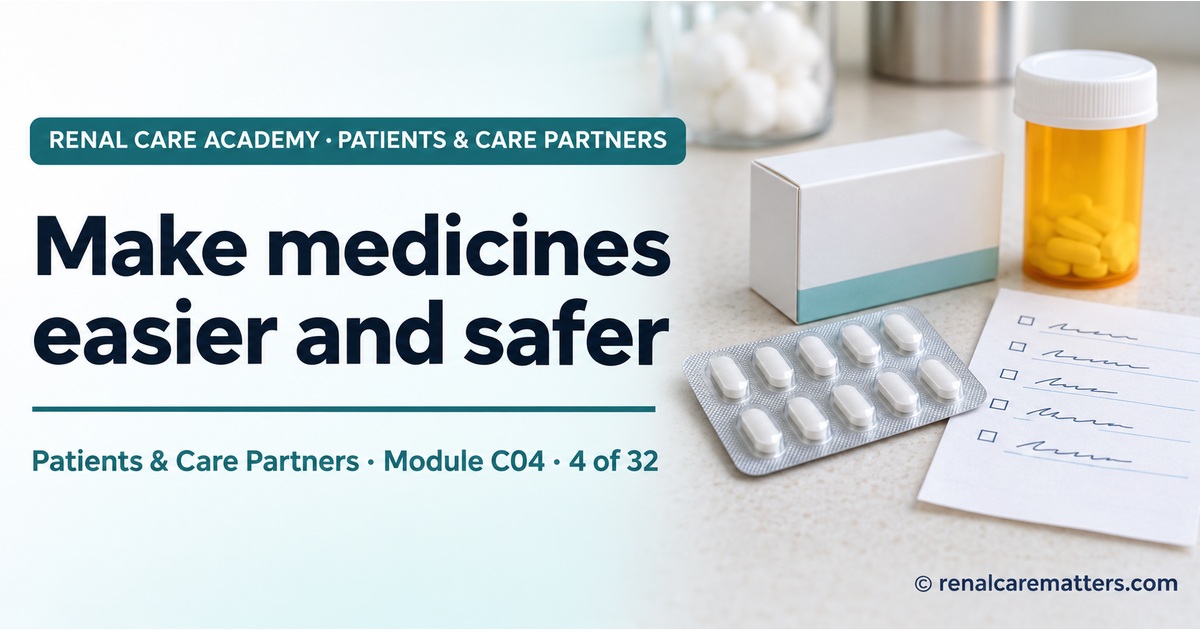 RENAL CARE ACADEMY · PATIENTS & CARE PARTNERS
Make medicines
easier and safer
Patients & Care Partners · Module C04 · 4 of 32
© renalcarematters.com